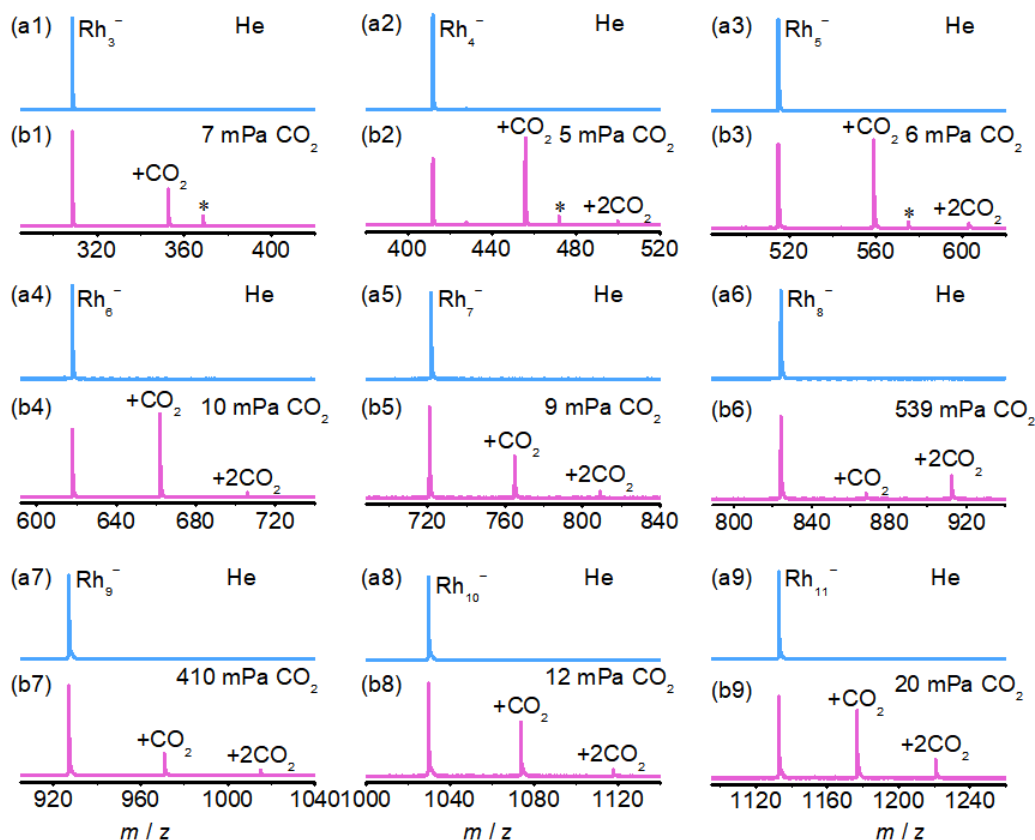 (a1) Rh₃⁻ He
(b1) 7 mPa CO₂
+CO₂
*
320 360 400
(a2) Rh₄⁻ He
(b2) +CO₂ 5 mPa CO₂
* +2CO₂
400 440 480 520
(a3) Rh₅⁻ He
(b3) +CO₂ 6 mPa CO₂
* +2CO₂
520 560 600
(a4) Rh₆⁻ He
(b4) +CO₂ 10 mPa CO₂
+2CO₂
600 640 680 720
(a5) Rh₇⁻ He
(b5) 9 mPa CO₂
+CO₂
+2CO₂
720 760 800 840
(a6) Rh₈⁻ He
(b6) 539 mPa CO₂
+CO₂ +2CO₂
800 840 880 920
(a7) Rh₉⁻ He
(b7) 410 mPa CO₂
+CO₂ +2CO₂
920 960 1000 1040
m / z
(a8) Rh₁₀⁻ He
(b8) 12 mPa CO₂
+CO₂
+2CO₂
1000 1040 1080 1120
m / z
(a9) Rh₁₁⁻ He
(b9) 20 mPa CO₂
+CO₂
+2CO₂
1120 1160 1200 1240
m / z